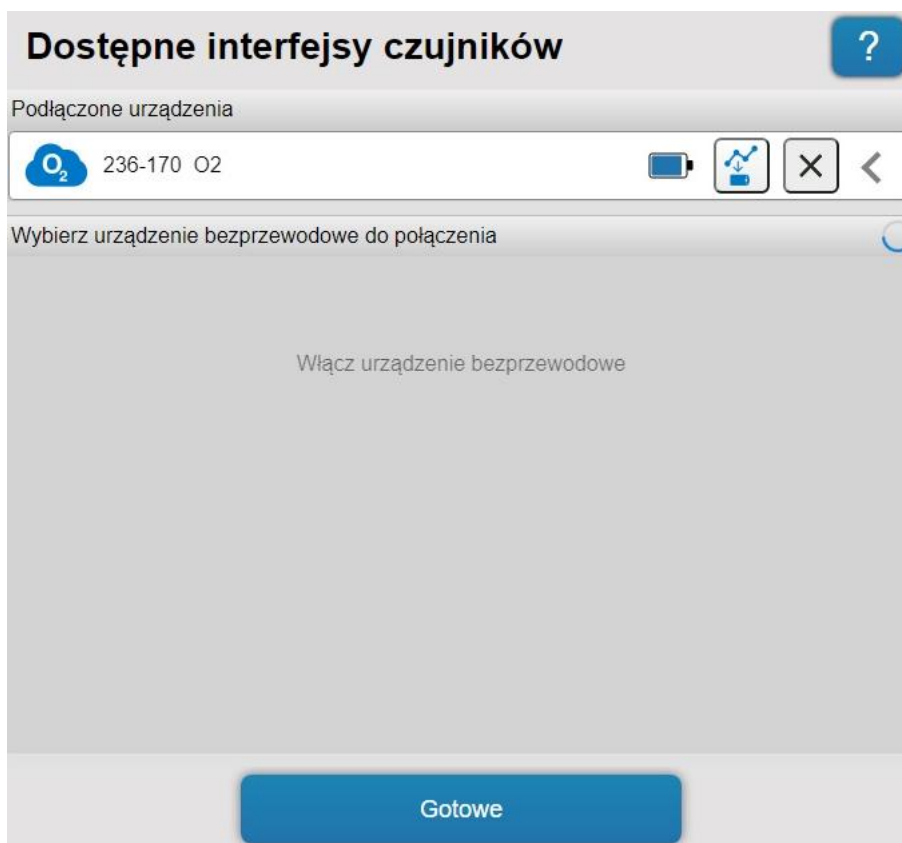 Dostępne interfejsy czujników
?
Podłączone urządzenia
O2
236-170 O2
Wybierz urządzenie bezprzewodowe do połączenia
Włącz urządzenie bezprzewodowe
Gotowe